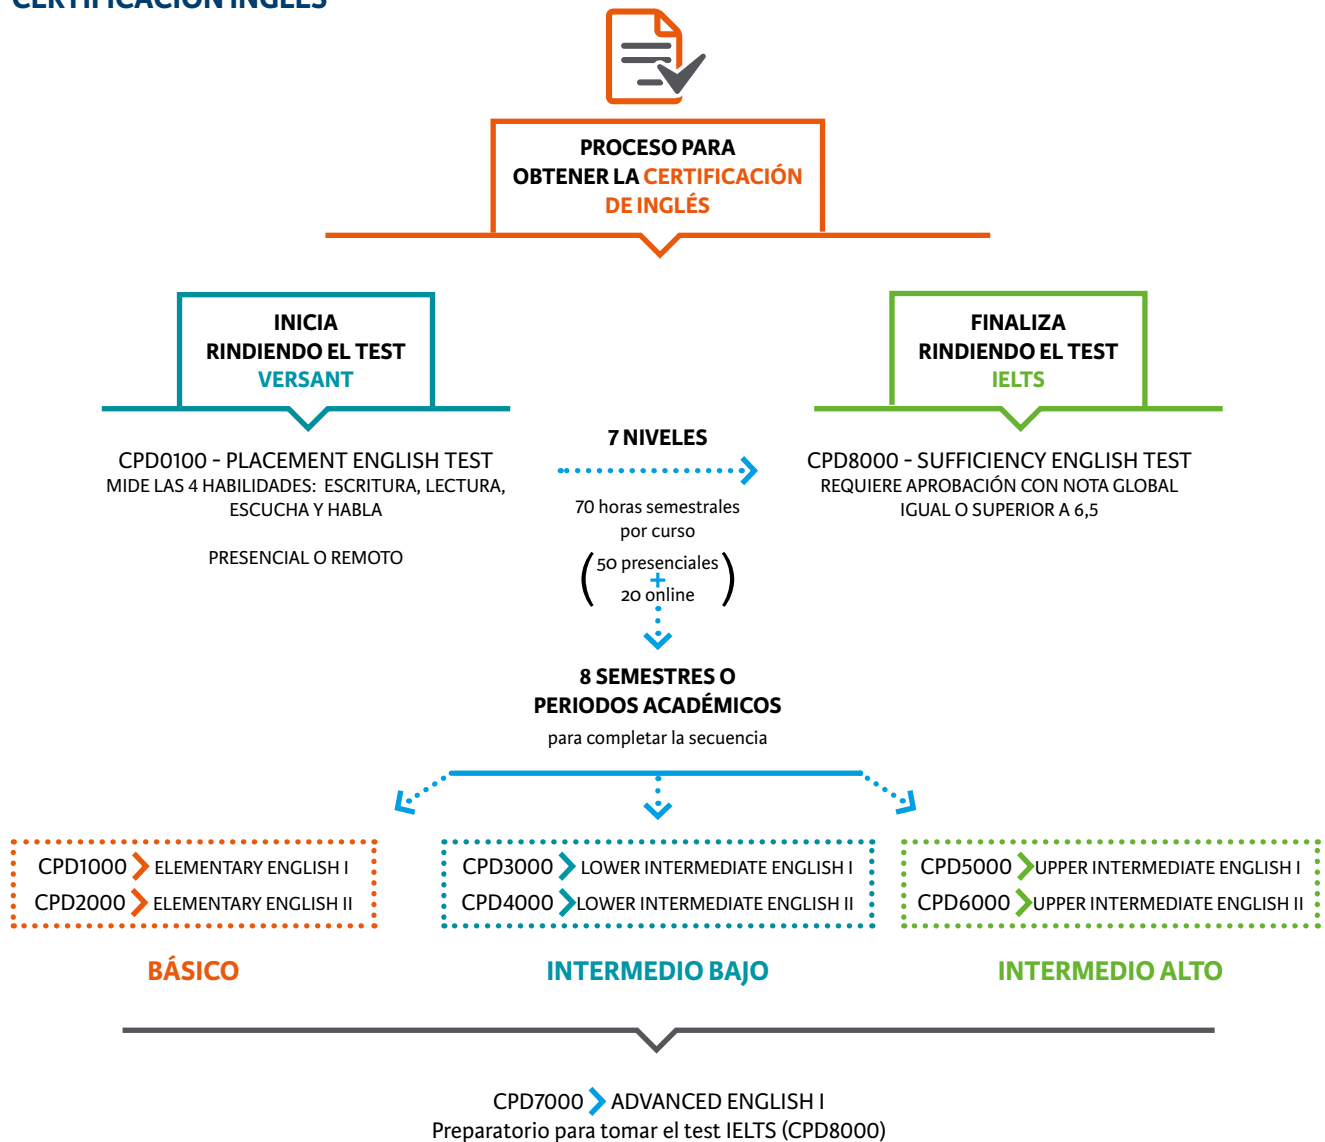 CERTIFICACIÓN INGLÉS
PROCESO PARA
OBTENER LA CERTIFICACIÓN
DE INGLÉS
INICIA
RINDIENDO EL TEST
VERSANT
CPD0100 - PLACEMENT ENGLISH TEST
MIDE LAS 4 HABILIDADES: ESCRITURA, LECTURA,
ESCUCHA Y HABLA
PRESENCIAL O REMOTO
7 NIVELES
70 horas semestrales
por curso
(50 presenciales
+
20 online)
FINALIZA
RINDIENDO EL TEST
IELTS
CPD8000 - SUFFICIENCY ENGLISH TEST
REQUIERE APROBACIÓN CON NOTA GLOBAL
IGUAL O SUPERIOR A 6,5
8 SEMESTRES O
PERIODOS ACADÉMICOS
para completar la secuencia
CPD1000 > ELEMENTARY ENGLISH I
CPD2000 > ELEMENTARY ENGLISH II
BÁSICO
CPD3000 > LOWER INTERMEDIATE ENGLISH I
CPD4000 > LOWER INTERMEDIATE ENGLISH II
INTERMEDIO BAJO
CPD5000 > UPPER INTERMEDIATE ENGLISH I
CPD6000 > UPPER INTERMEDIATE ENGLISH II
INTERMEDIO ALTO
CPD7000 > ADVANCED ENGLISH I
Preparatorio para tomar el test IELTS (CPD8000)